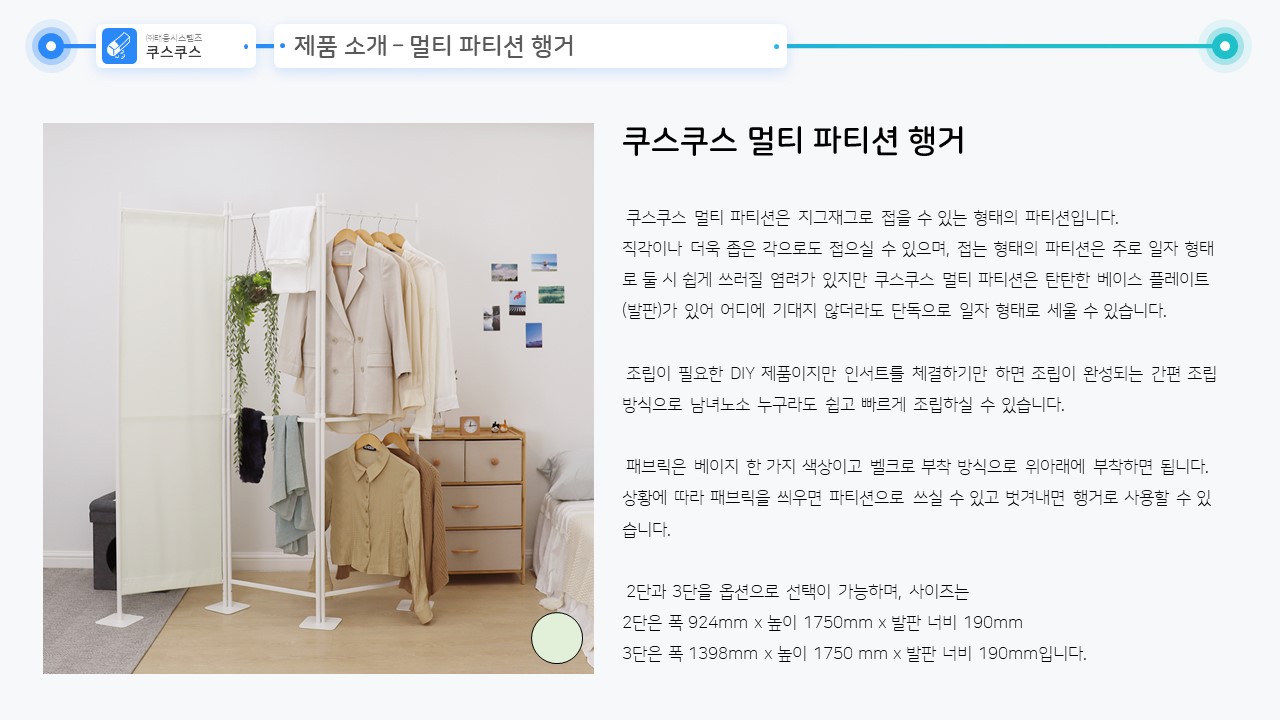 ㈜태웅시스템즈
쿠스쿠스
제품 소개 – 멀티 파티션 행거
쿠스쿠스 멀티 파티션 행거
쿠스쿠스 멀티 파티션은 지그재그로 접을 수 있는 형태의 파티션입니다.
직각이나 더욱 좁은 각으로도 접으실 수 있으며, 접는 형태의 파티션은 주로 일자 형태
로 둘 시 쉽게 쓰러질 염려가 있지만 쿠스쿠스 멀티 파티션은 탄탄한 베이스 플레이트
(발판)가 있어 어디에 기대지 않더라도 단독으로 일자 형태로 세울 수 있습니다.
조립이 필요한 DIY 제품이지만 인서트를 체결하기만 하면 조립이 완성되는 간편 조립
방식으로 남녀노소 누구라도 쉽고 빠르게 조립하실 수 있습니다.
패브릭은 베이지 한 가지 색상이고 벨크로 부착 방식으로 위아래에 부착하면 됩니다.
상황에 따라 패브릭을 씌우면 파티션으로 쓰실 수 있고 벗겨내면 행거로 사용할 수 있
습니다.
2단과 3단을 옵션으로 선택이 가능하며, 사이즈는
2단은 폭 924mm x 높이 1750mm x 발판 너비 190mm
3단은 폭 1398mm x 높이 1750 mm x 발판 너비 190mm입니다.